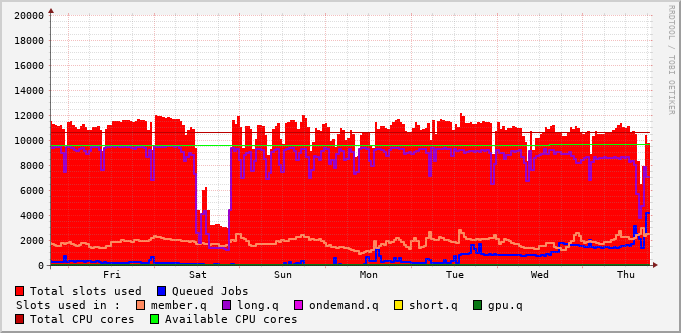 RRDTOOL / TOBI OETIKER
20000
18000
16000
14000
12000
10000
8000
6000
4000
2000
0
Fri Sat Sun Mon Tue Wed Thu
Total slots used Queued Jobs
Slots used in : member.q long.q ondemand.q short.q gpu.q
Total CPU cores Available CPU cores